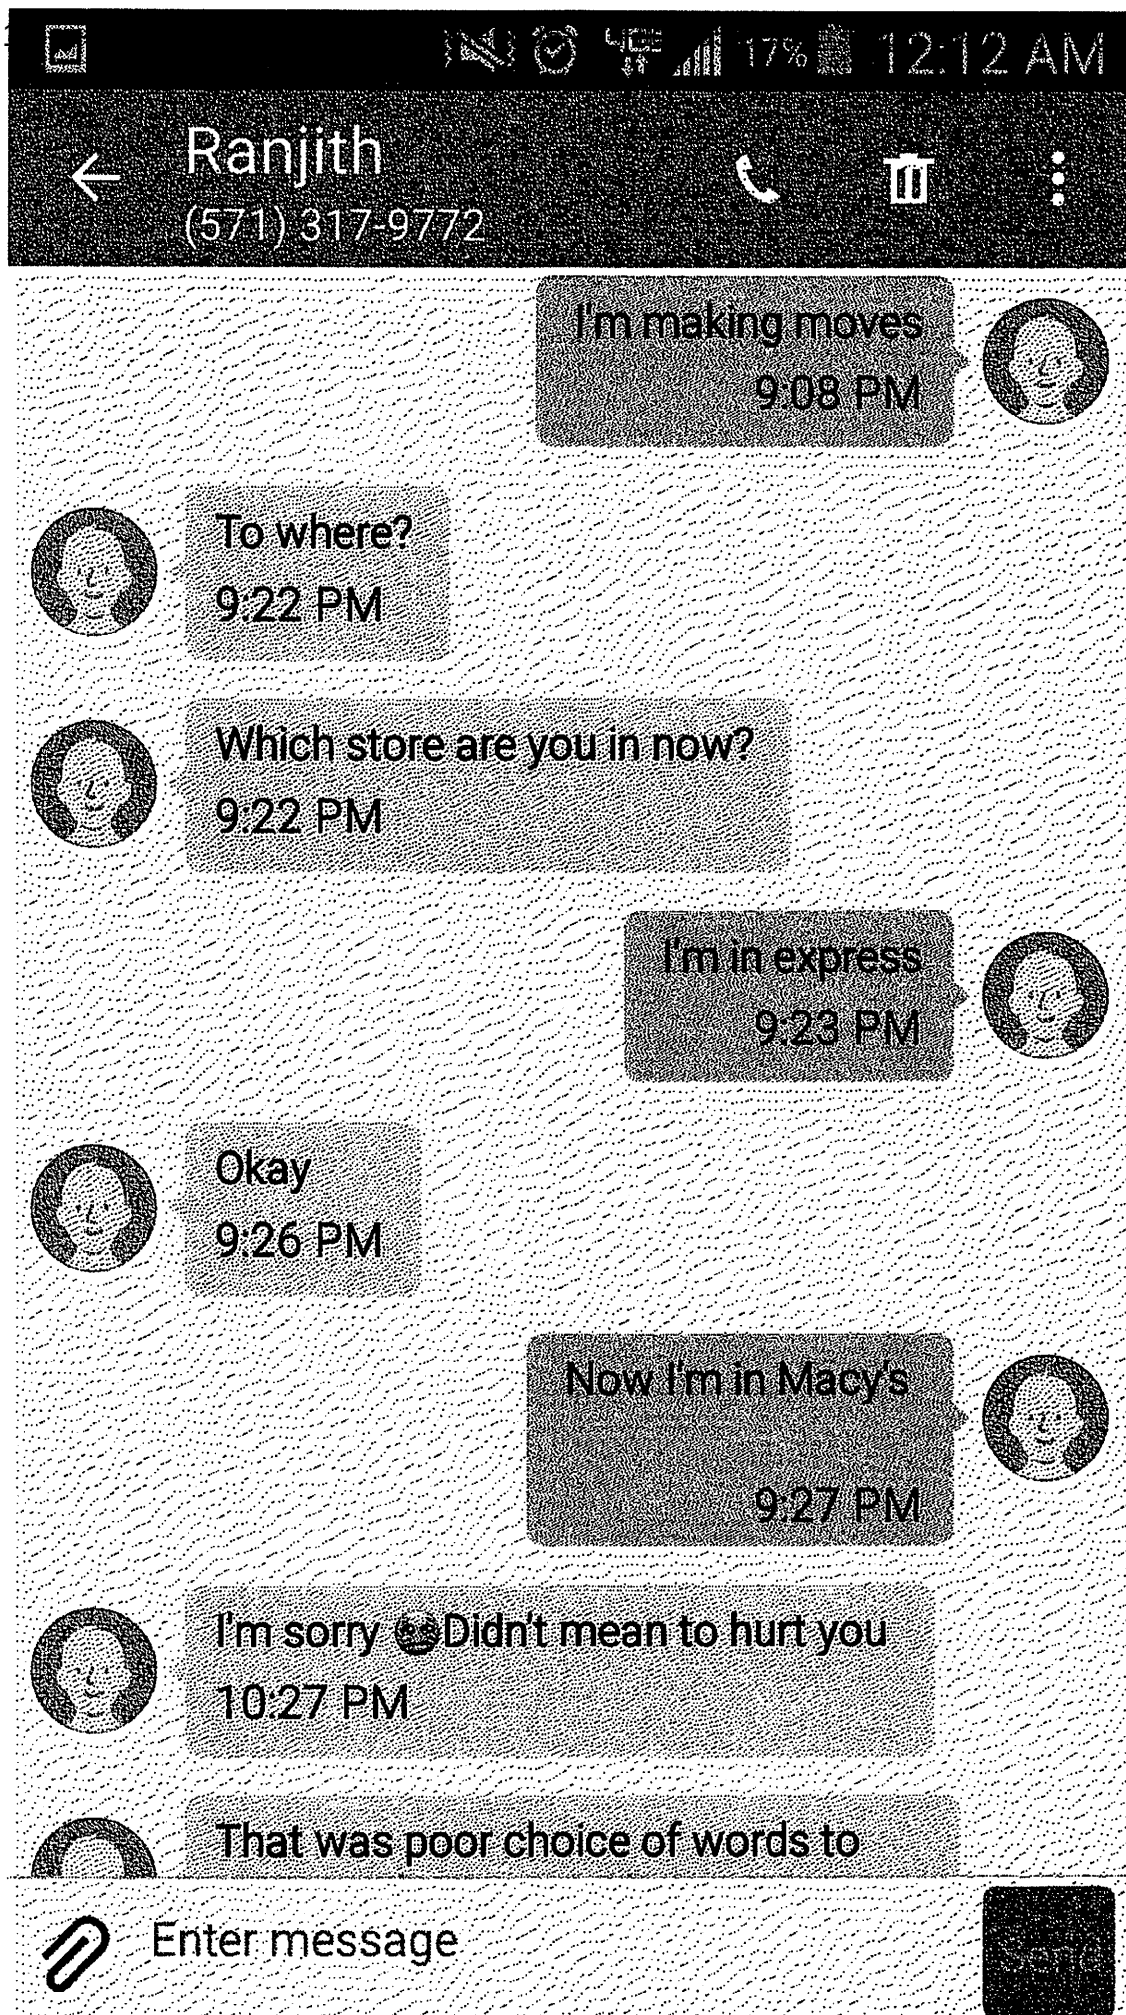 4G
17%
12:12 AM
Ranjith
(571) 317-9772
I'm making moves
9:08 PM
To where?
9:22 PM
Which store are you in now?
9:22 PM
I'm in express
9:23 PM
Okay
9:26 PM
Now I'm in Macy's
9:27 PM
I'm sorry 😢Didn't mean to hurt you
10:27 PM
That was poor choice of words to
Enter message
Send